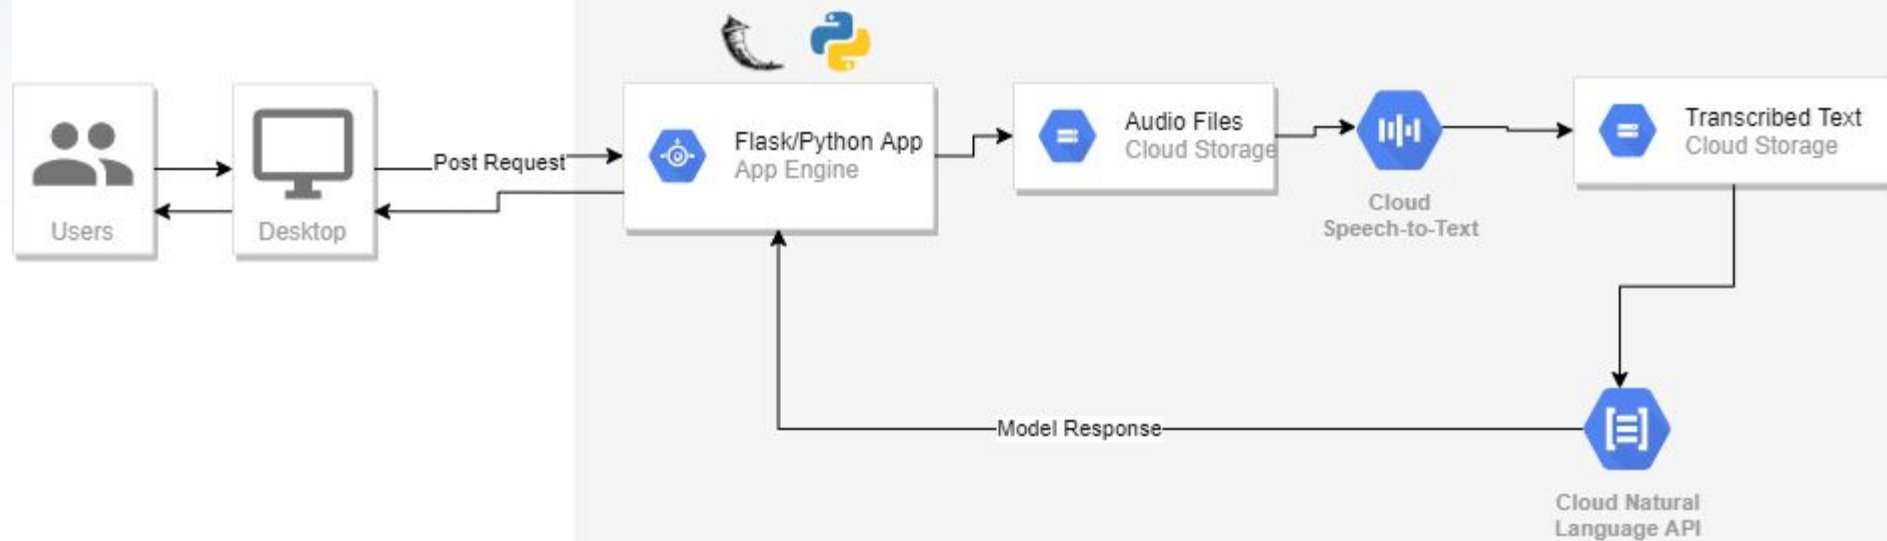 Users
Desktop
Post Request
Flask/Python App
App Engine
Audio Files
Cloud Storage
Cloud
Speech-to-Text
Transcribed Text
Cloud Storage
Model Response
Cloud Natural
Language API